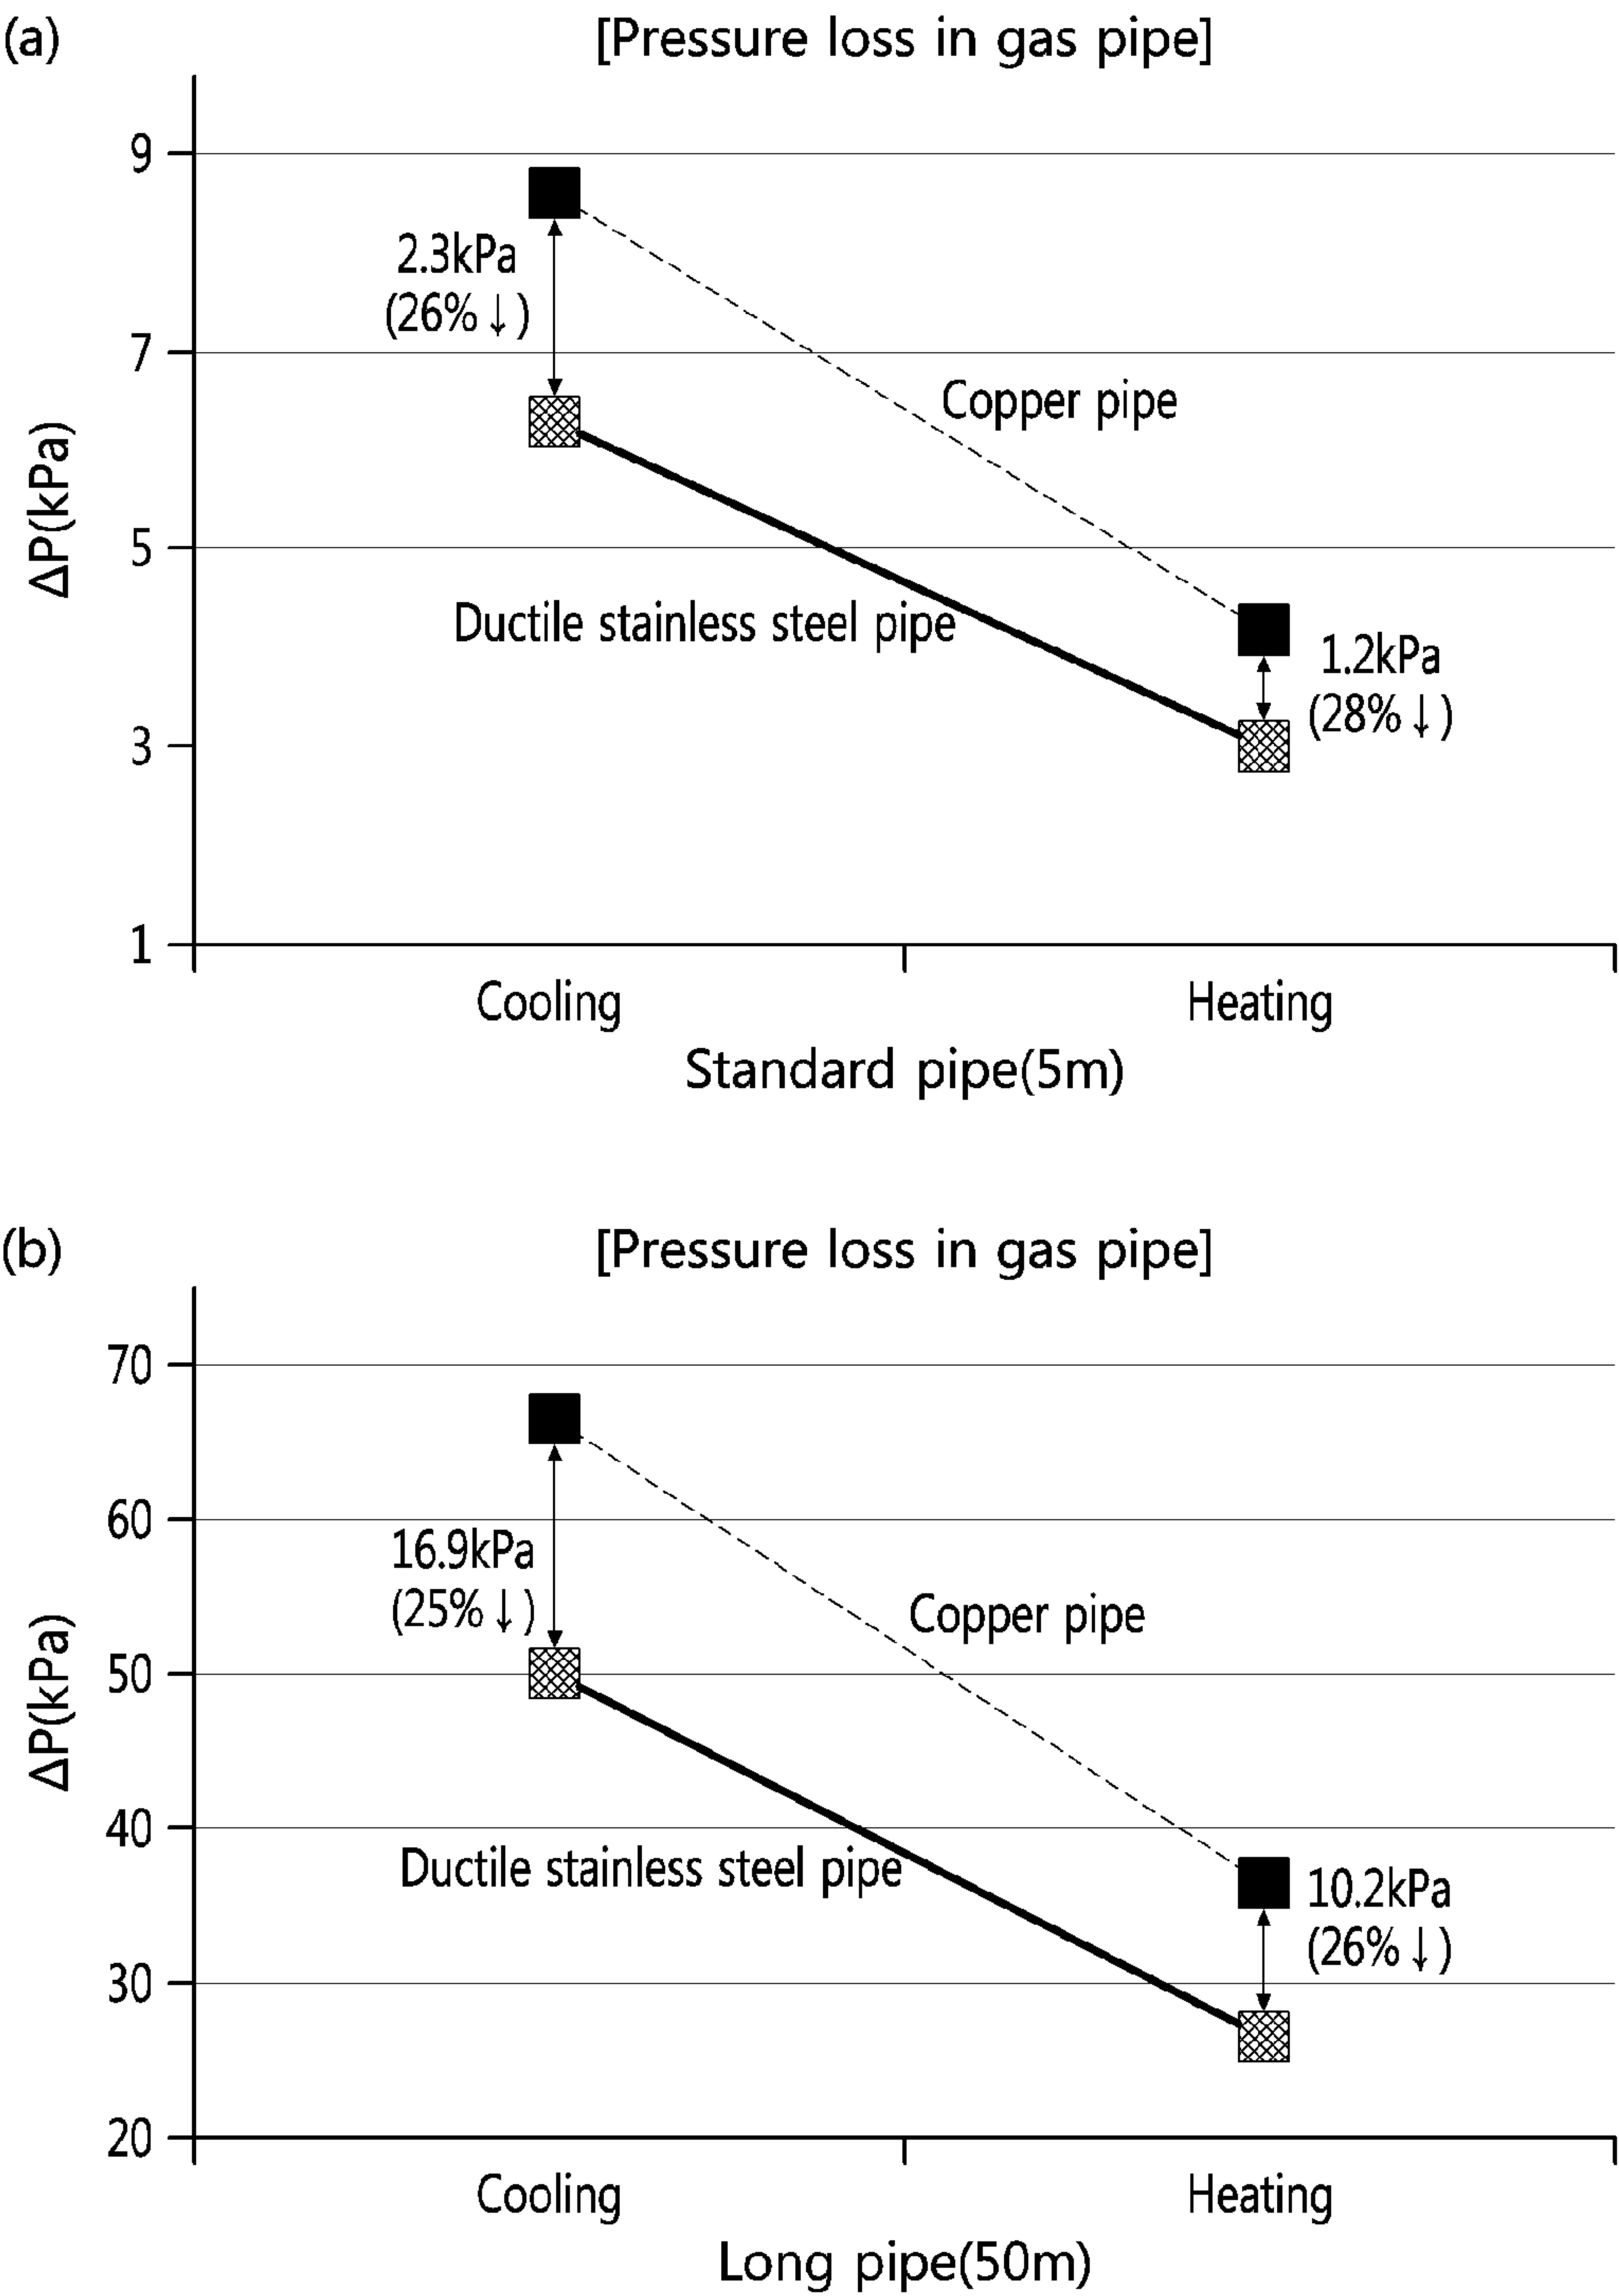 (a)
[Pressure loss in gas pipe]
9
2.3kPa
(26%↓)
7
Copper pipe
ΔP(kPa)
5
Ductile stainless steel pipe
1.2kPa
(28%↓)
3
1
Cooling
Heating
Standard pipe(5m)
(b)
[Pressure loss in gas pipe]
70
60
16.9kPa
(25%↓)
Copper pipe
50
ΔP(kPa)
40
Ductile stainless steel pipe
10.2kPa
(26%↓)
30
20
Cooling
Heating
Long pipe(50m)